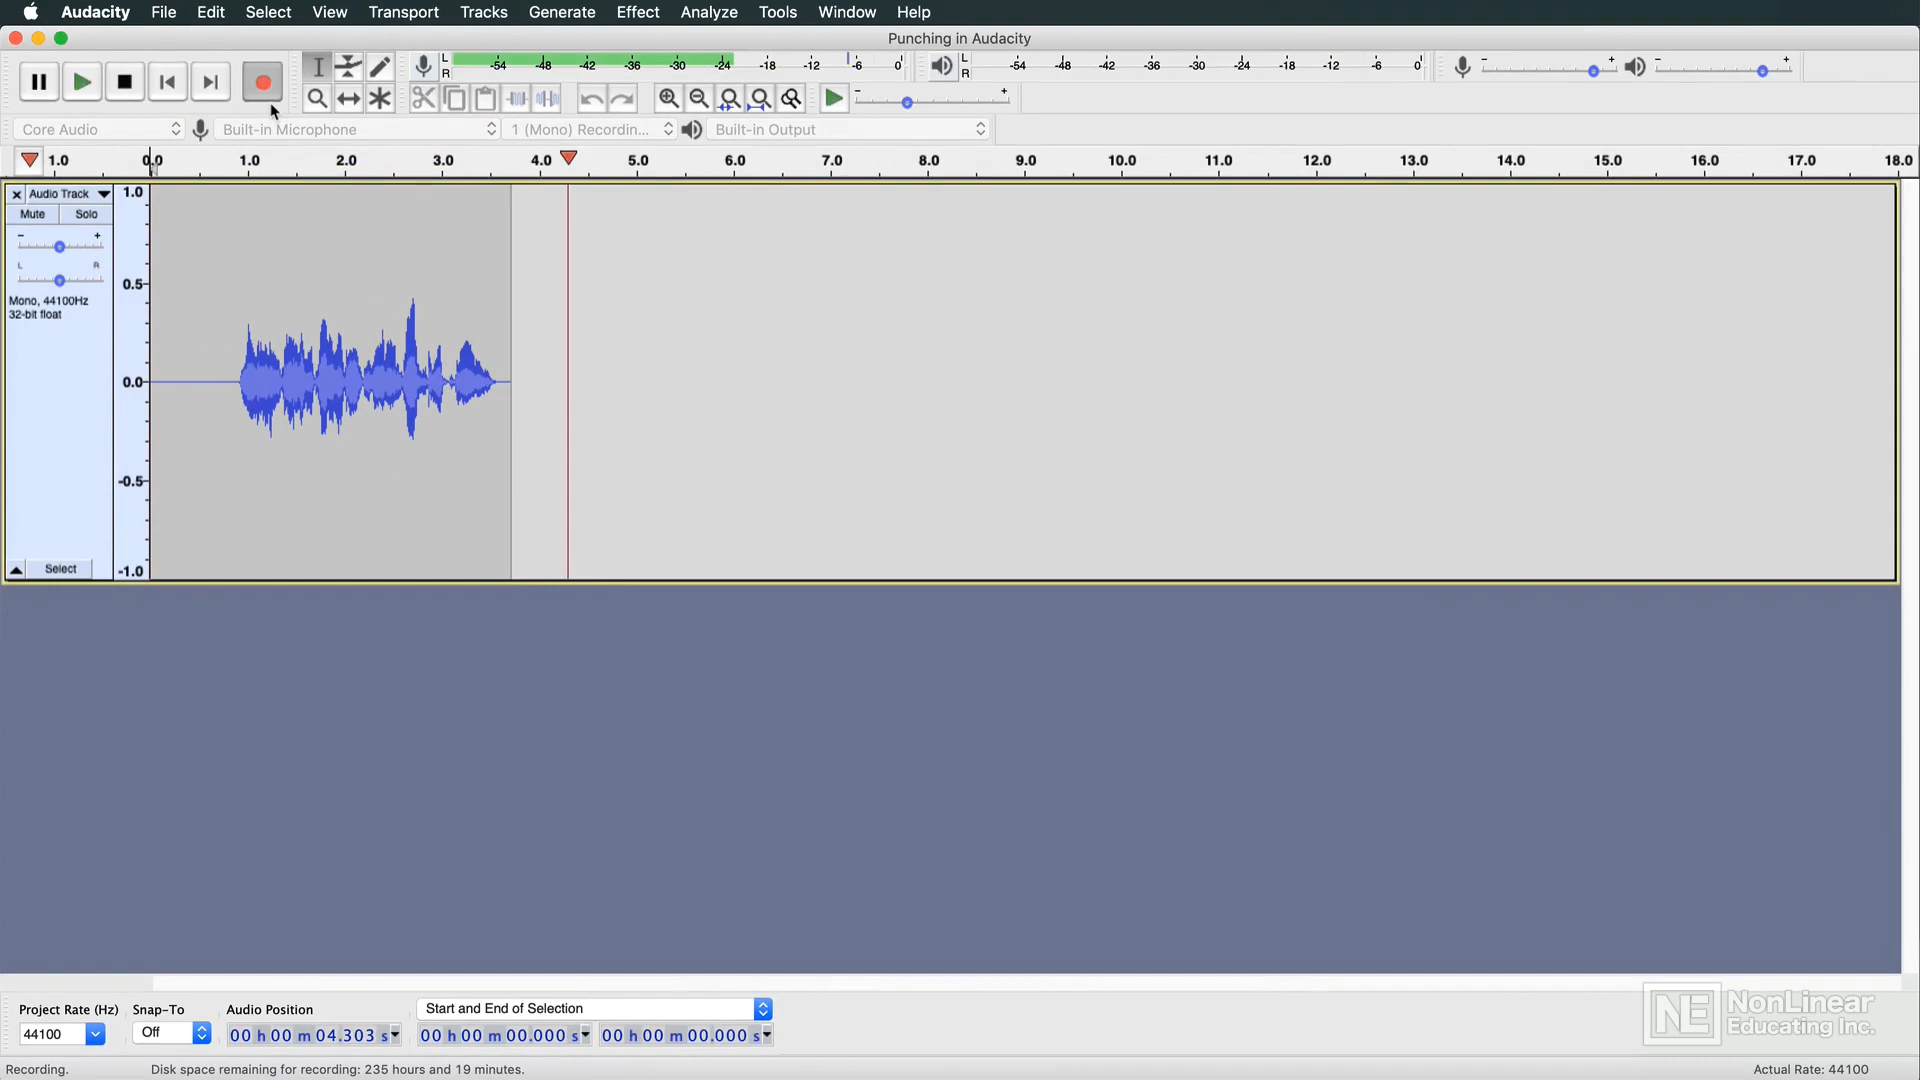 Audacity File Edit Select View Transport Tracks Generate Effect Analyze Tools Window Help
Punching in Audacity
L -54 -48 -42 -36 -30 -24 -18 -12 -6 0 L -54 -48 -42 -36 -30 -24 -18 -12 -6 0 - + - +
R R
- +
Core Audio Built-in Microphone 1 (Mono) Recordin... Built-in Output
1.0 0.0 1.0 2.0 3.0 4.0 5.0 6.0 7.0 8.0 9.0 10.0 11.0 12.0 13.0 14.0 15.0 16.0 17.0 18.0
Audio Track 1.0
Mute Solo
- +
L R
0.5
Mono, 44100Hz
32-bit float
0.0
-0.5
Select -1.0
Project Rate (Hz) Snap-To Audio Position Start and End of Selection
44100 Off 00 h 00 m 04.303 s 00 h 00 m 00.000 s 00 h 00 m 00.000 s
NE NonLinear
Educating Inc.
Recording. Disk space remaining for recording: 235 hours and 19 minutes. Actual Rate: 44100